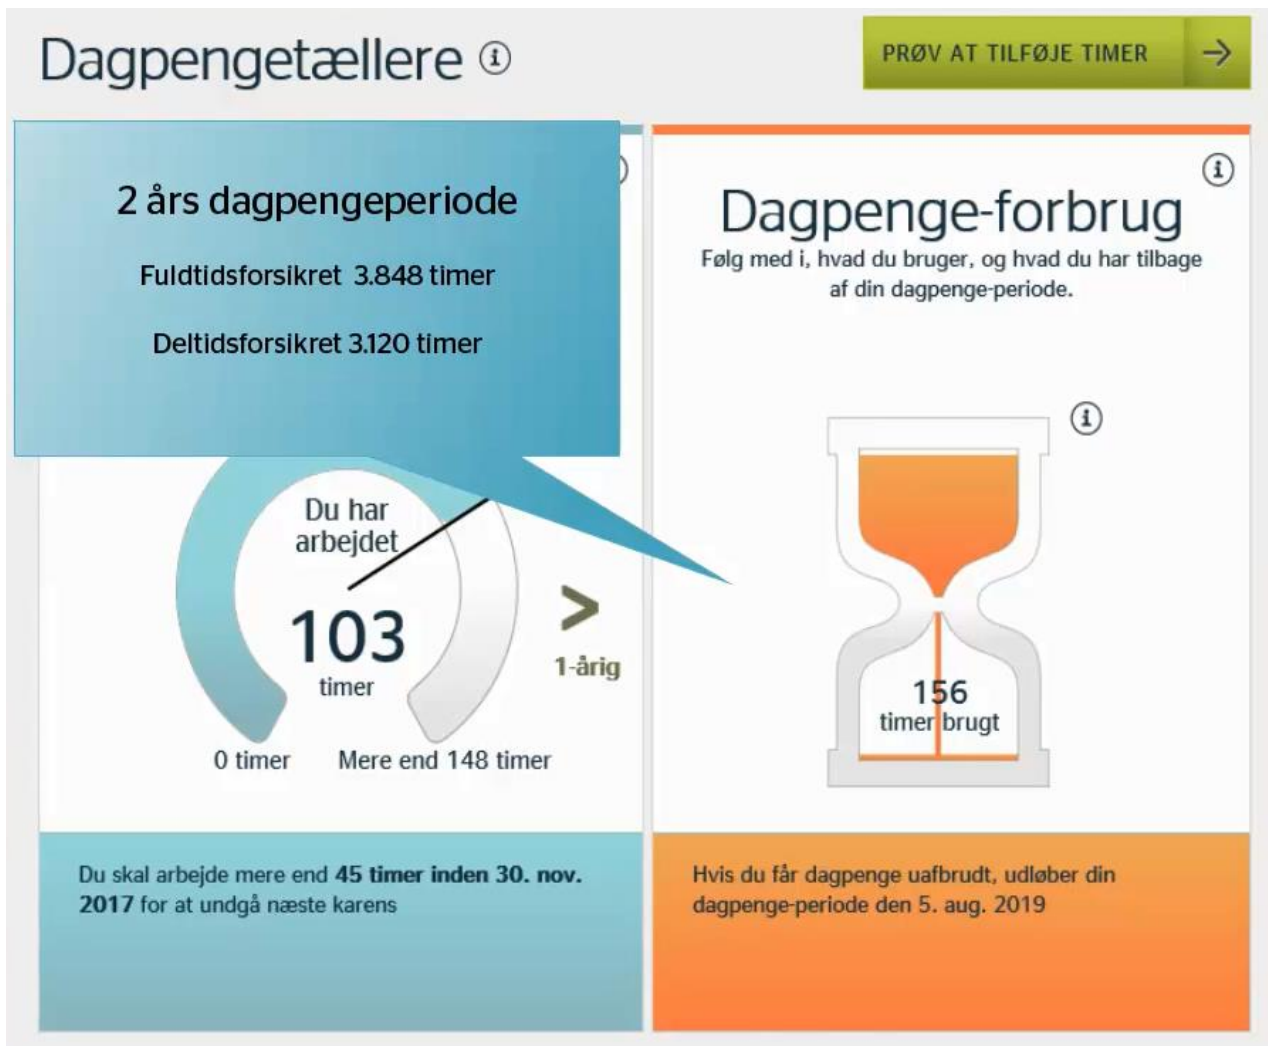 Dagpengetællere
PRØV AT TILFØJE TIMER
2 års dagpengeperiode
Fuldtidsforsikret 3.848 timer
Deltidsforsikret 3.120 timer
Du har
arbejdet
103
timer
0 timer
Mere end 148 timer
>
1-årig
Du skal arbejde mere end 45 timer inden 30. nov.
2017 for at undgå næste karens
Dagpenge-forbrug
Følg med i, hvad du bruger, og hvad du har tilbage
af din dagpenge-periode.
156
timer brugt
Hvis du får dagpenge uafbrudt, udløber din
dagpenge-periode den 5. aug. 2019